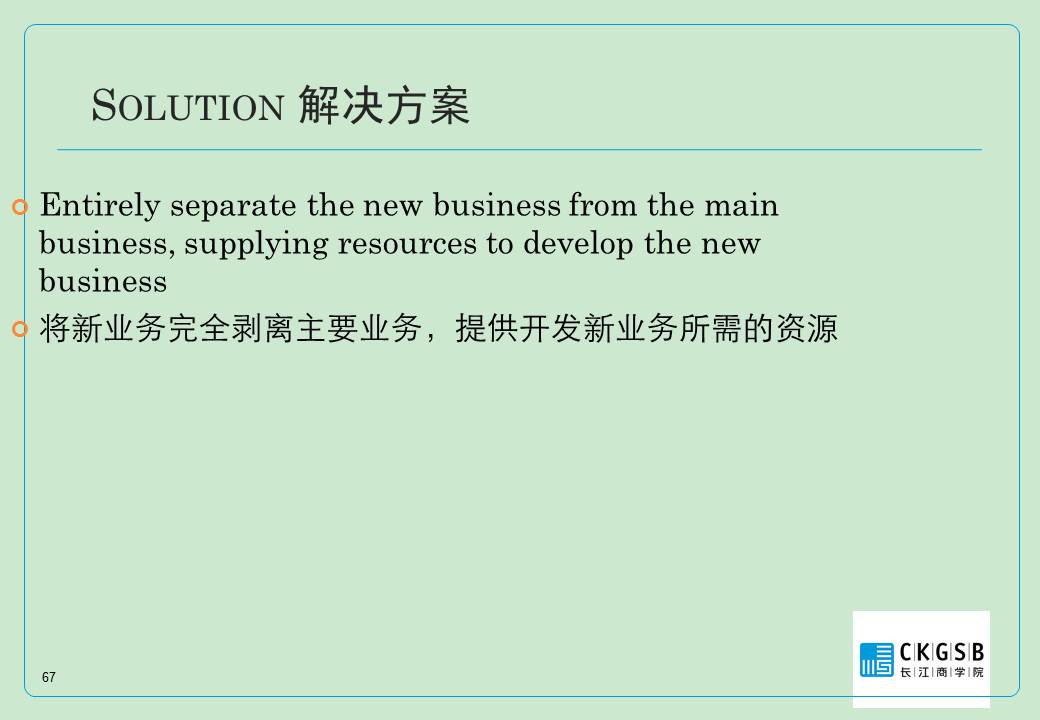 SOLUTION 解决方案
Entirely separate the new business from the main
business, supplying resources to develop the new
business
将新业务完全剥离主要业务，提供开发新业务所需的资源
67
CKGSB
长江商学院